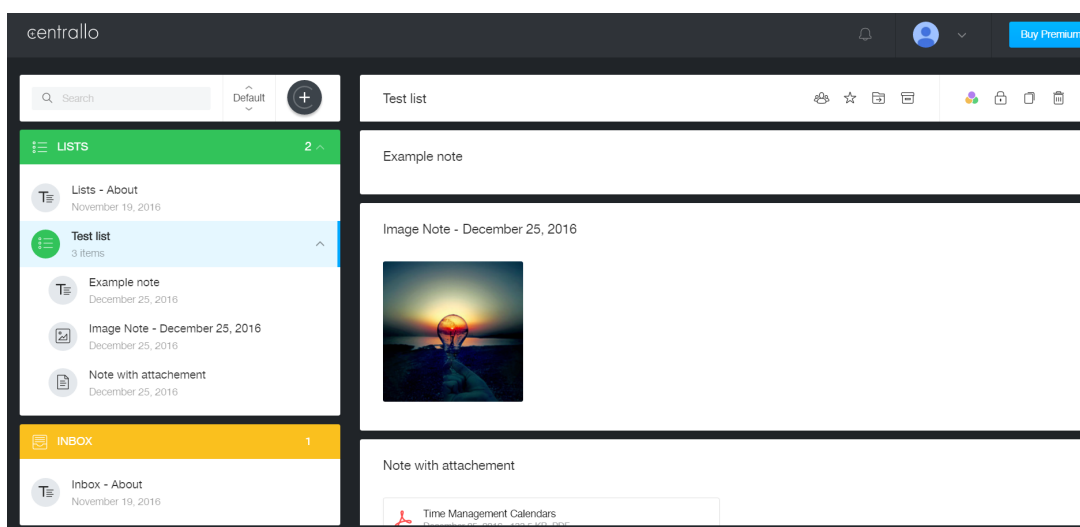 centrallo
Buy Premium
Search
Default
LISTS
2
Lists - About
November 19, 2016
Test list
3 items
Example note
December 25, 2016
Image Note - December 25, 2016
December 25, 2016
Note with attachement
December 25, 2016
INBOX
1
Inbox - About
November 19, 2016
Test list
Example note
Image Note - December 25, 2016
Note with attachement
Time Management Calendars
December 25, 2016